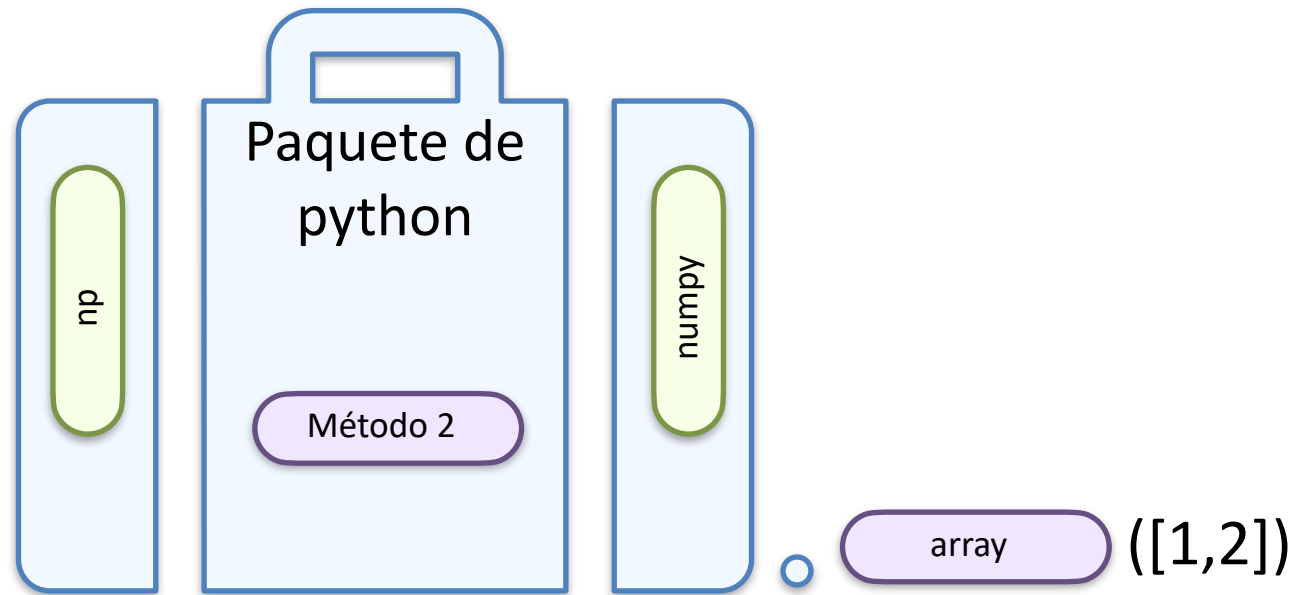 np
Paquete de
python
Método 2
numpy
array ([1,2])